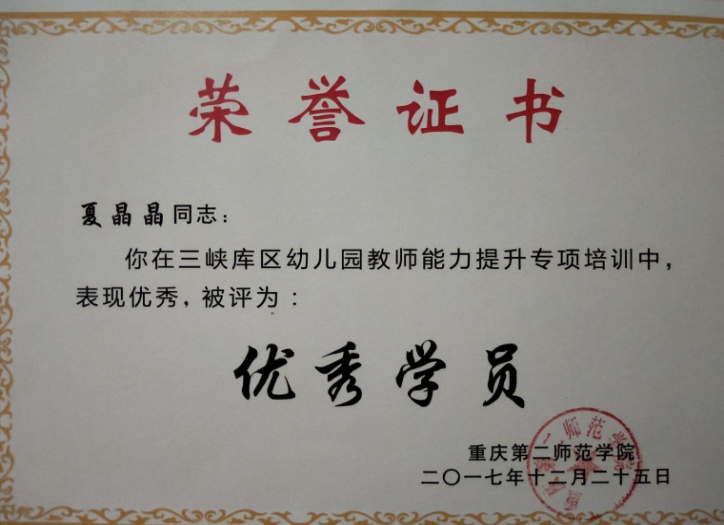 荣誉证书
夏晶晶同志：
你在三峡库区幼儿园教师能力提升专项培训中，
表现优秀，被评为：
优秀学员
重庆第二师范学院
二〇一七年十二月二十五日